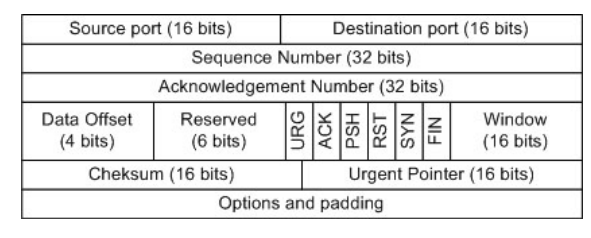 Source port (16 bits) Destination port (16 bits)
Sequence Number (32 bits)
Acknowledgement Number (32 bits)
Data Offset (4 bits) Reserved (6 bits) URG ACK PSH RST SYN FIN Window (16 bits)
Cheksum (16 bits) Urgent Pointer (16 bits)
Options and padding